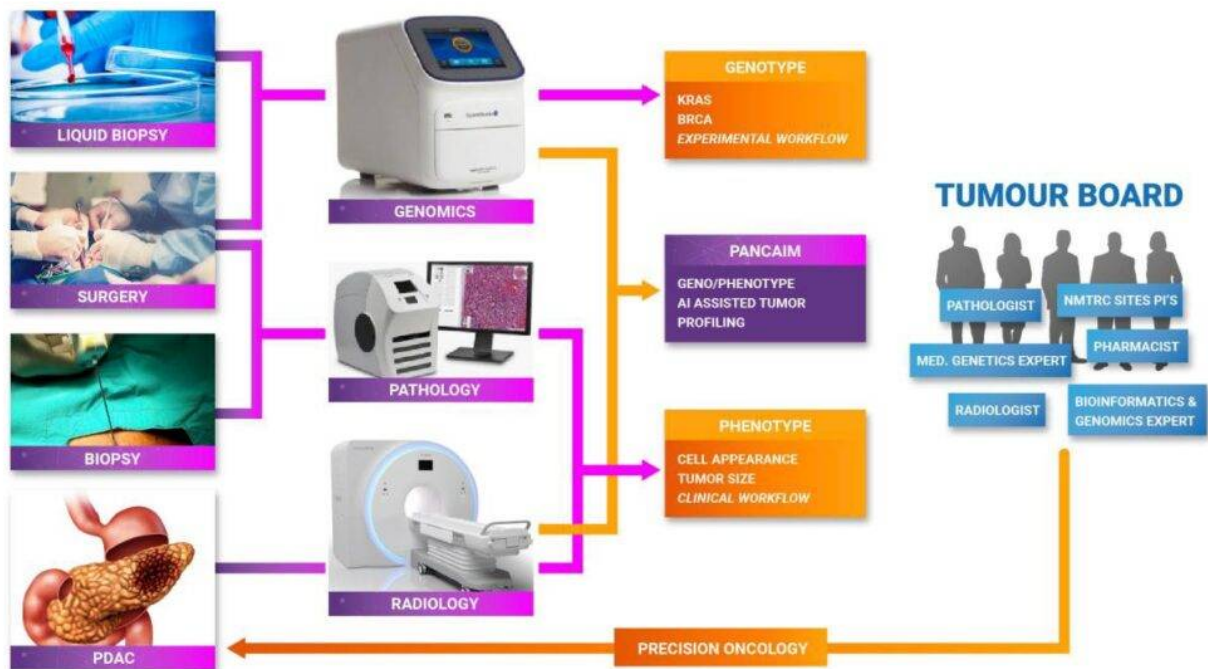 LIQUID BIOPSY
SURGERY
BIOPSY
PDAC
GENOMICS
PATHOLOGY
RADIOLOGY
GENOTYPE
KRAS
BRCA
EXPERIMENTAL WORKFLOW
PANCAIM
GENO/PHENOTYPE
AI ASSISTED TUMOR
PROFILING
PHENOTYPE
CELL APPEARANCE
TUMOR SIZE
CLINICAL WORKFLOW
TUMOUR BOARD
PATHOLOGIST
NMTRC SITES PI'S
MED. GENETICS EXPERT
PHARMACIST
RADIOLOGIST
BIOINFORMATICS &
GENOMICS EXPERT
PRECISION ONCOLOGY